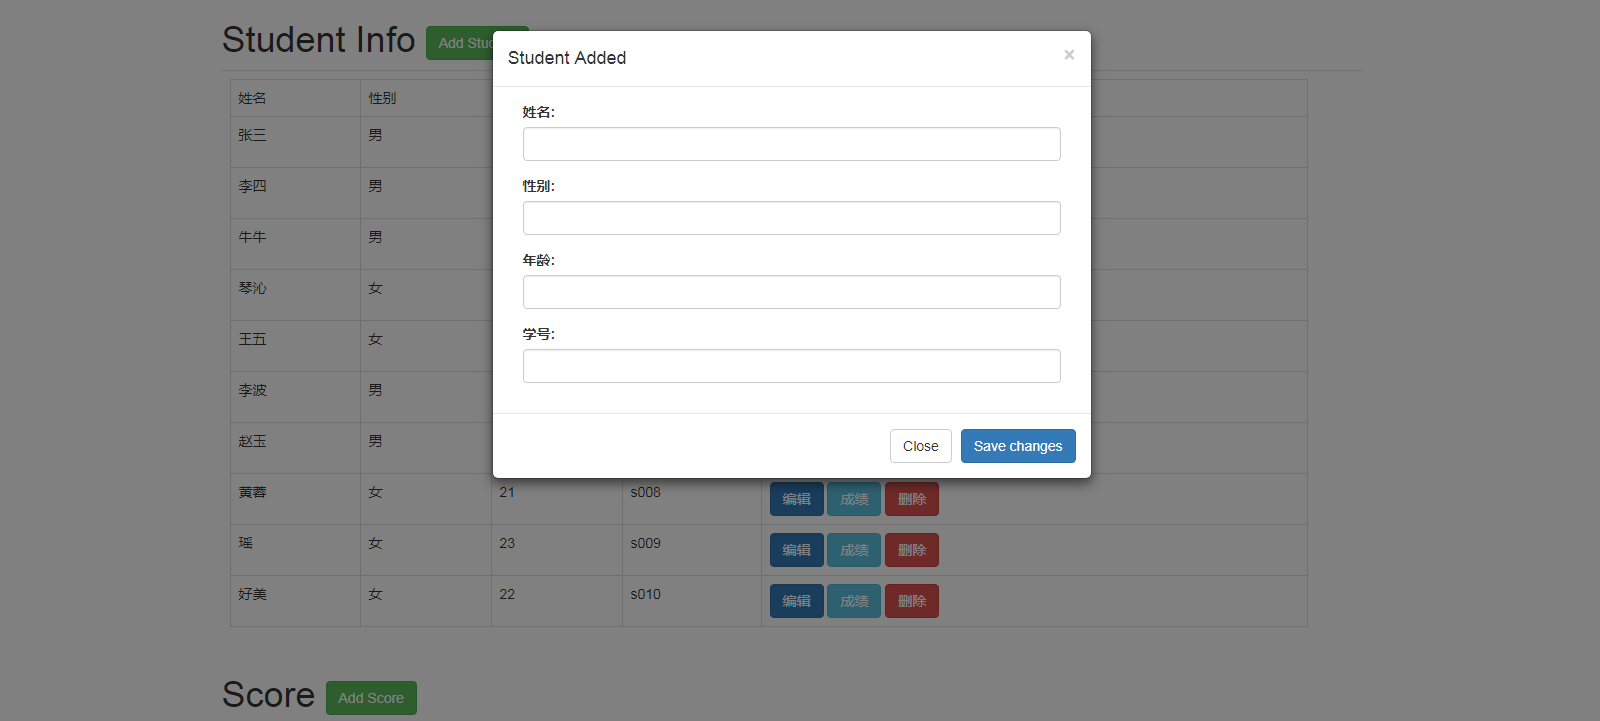 Student Info Add Stu
姓名 性别
张三 男
李四 男
牛牛 男
琴沁 女
王五 女
李波 男
赵玉 男
黄蓉 女 21 s008 编辑 成绩 删除
瑶 女 23 s009 编辑 成绩 删除
好美 女 22 s010 编辑 成绩 删除
Student Added ×
姓名:
性别:
年龄:
学号:
Close Save changes
Score Add Score